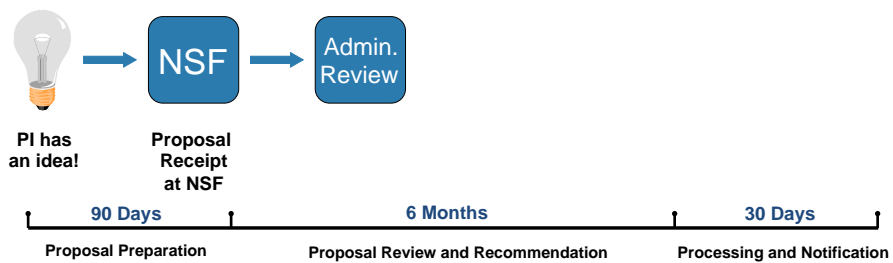 NSF
Admin.
Review
PI has
an idea!
Proposal
Receipt
at NSF
90 Days
6 Months
30 Days
Proposal Preparation
Proposal Review and Recommendation
Processing and Notification